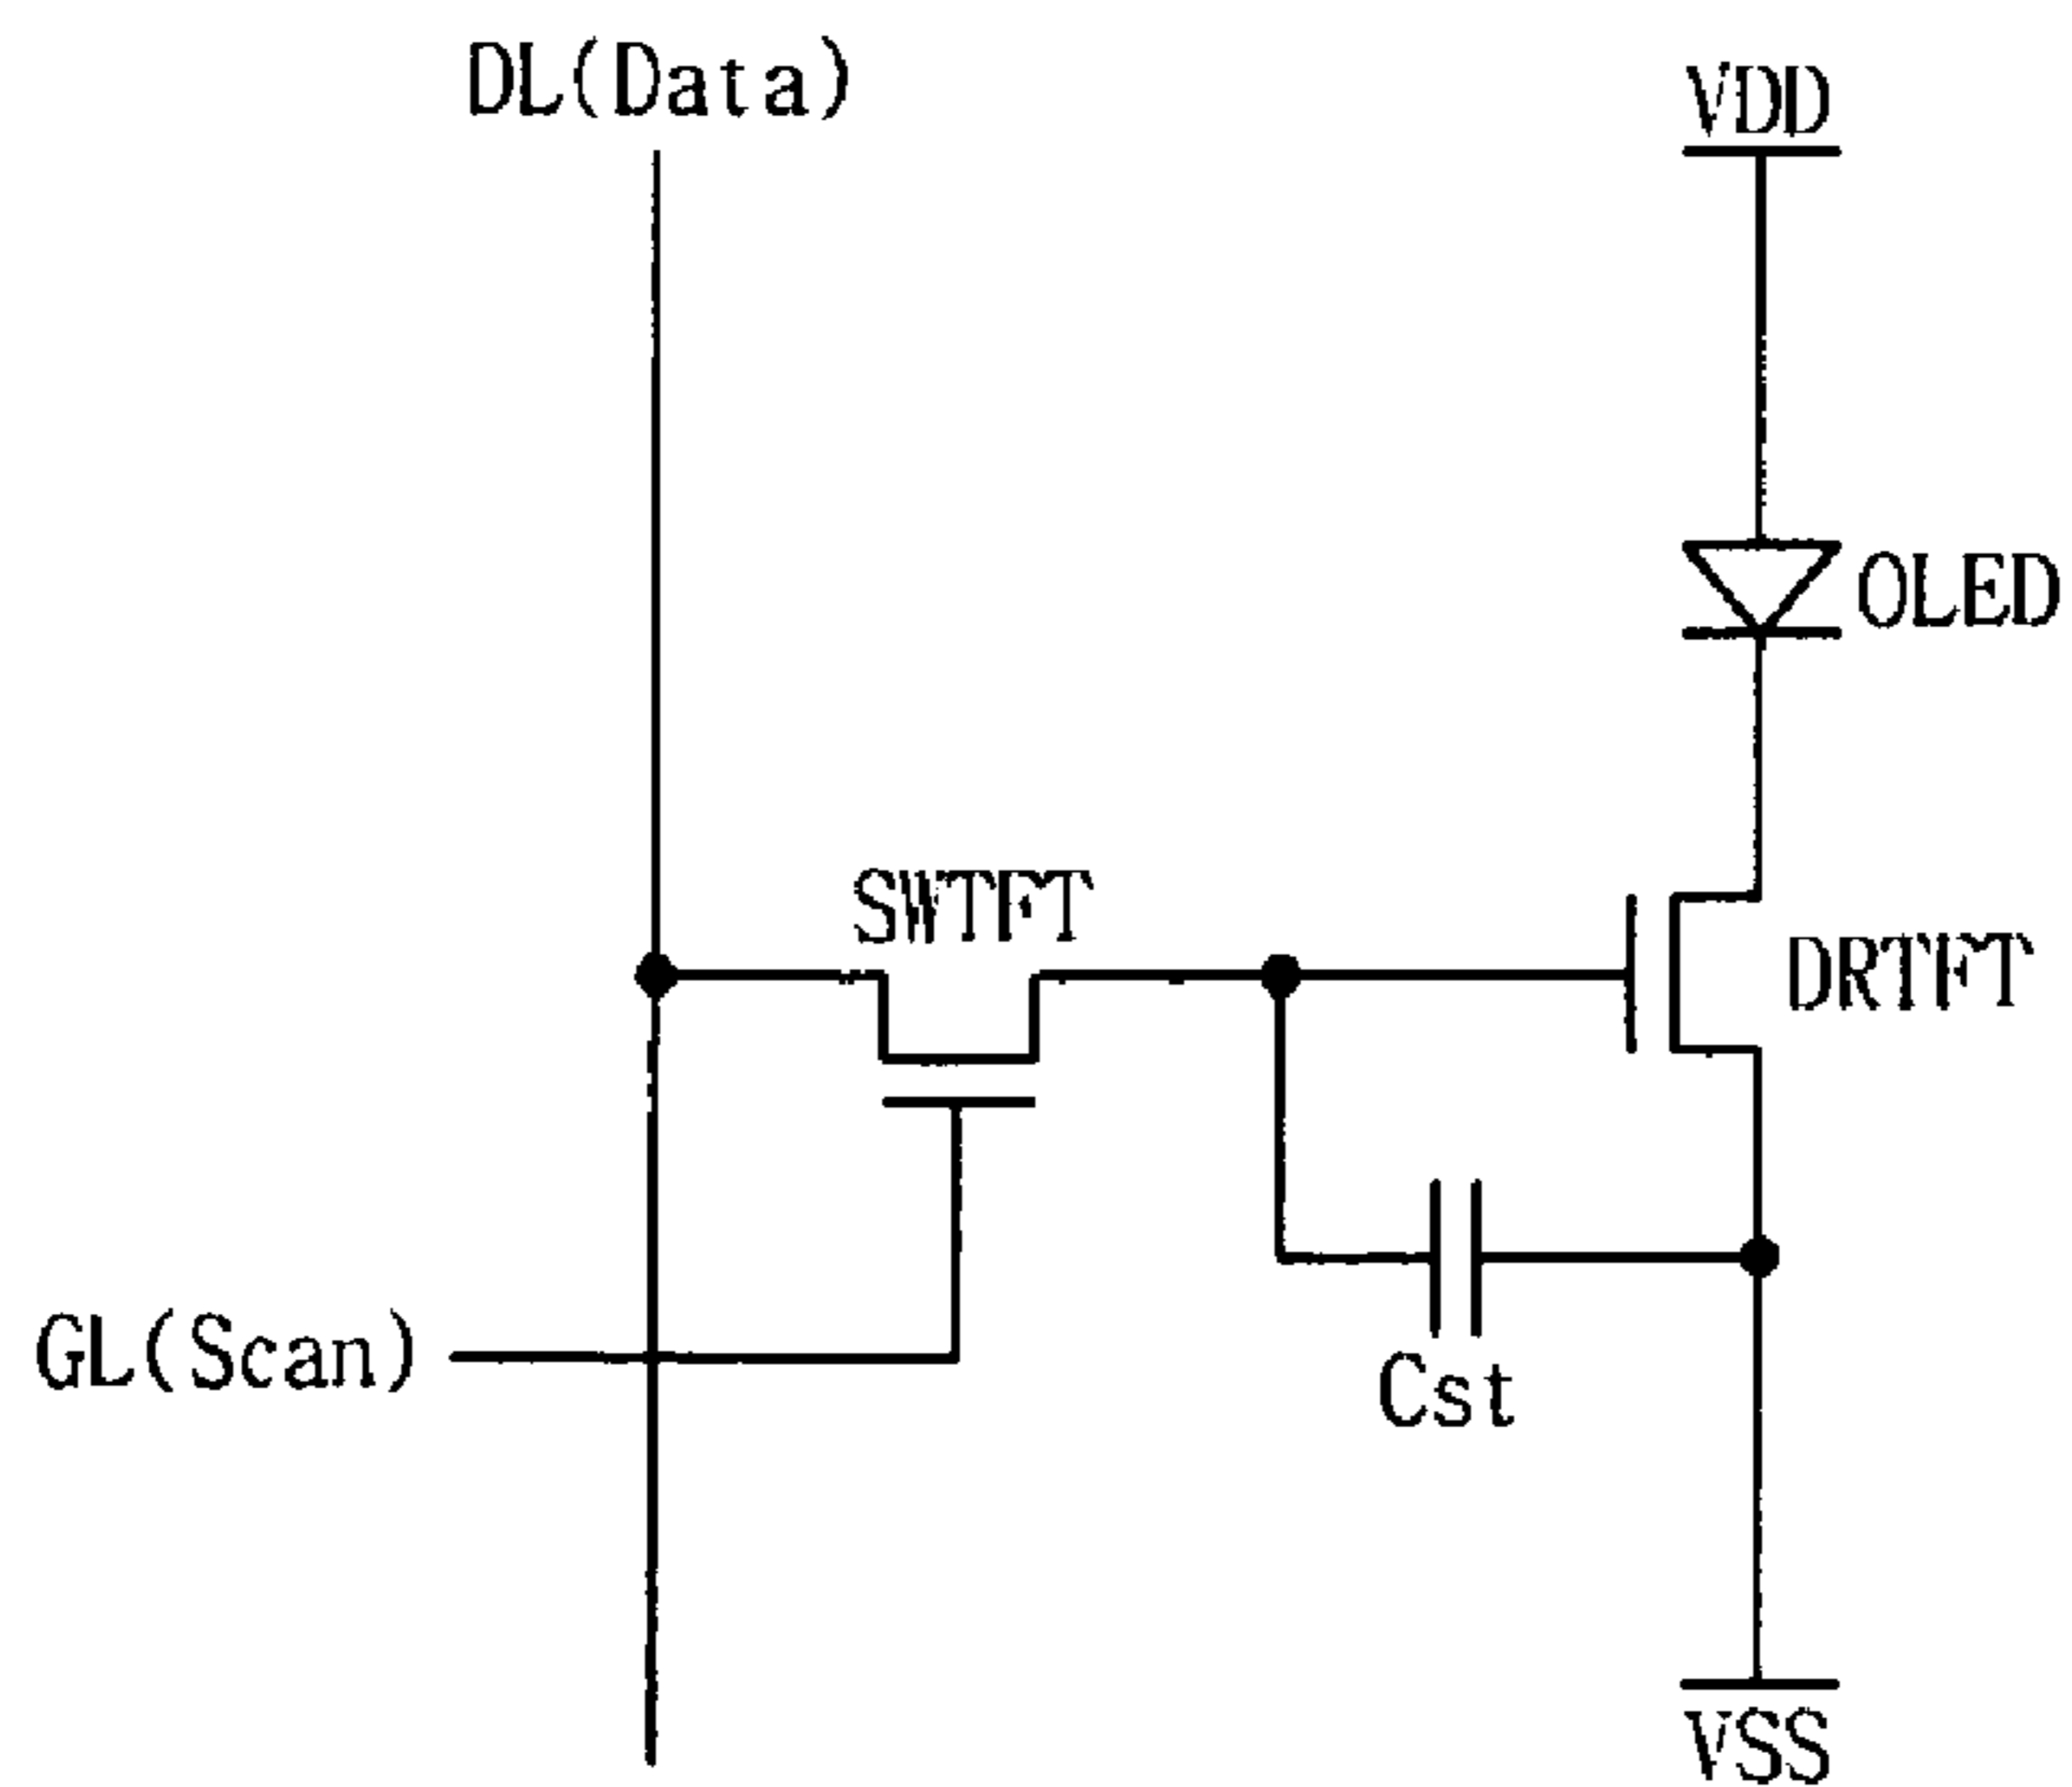 DL(Data)
VDD
OLED
SWTFT
DRTFT
GL(Scan)
Cst
VSS